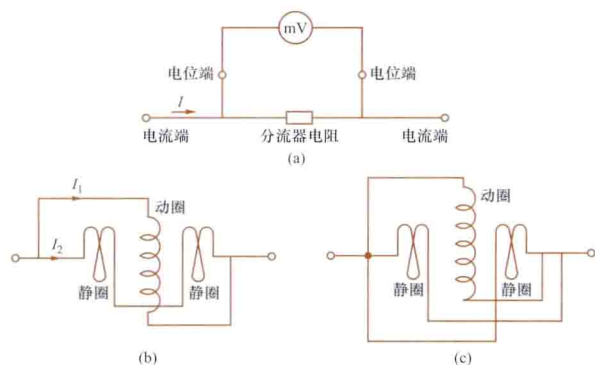 mV
电位端 电位端
I
电流端 分流器电阻 电流端
(a)
I₁ 动圈
I₂
静圈 静圈
(b)
动圈
静圈 静圈
(c)